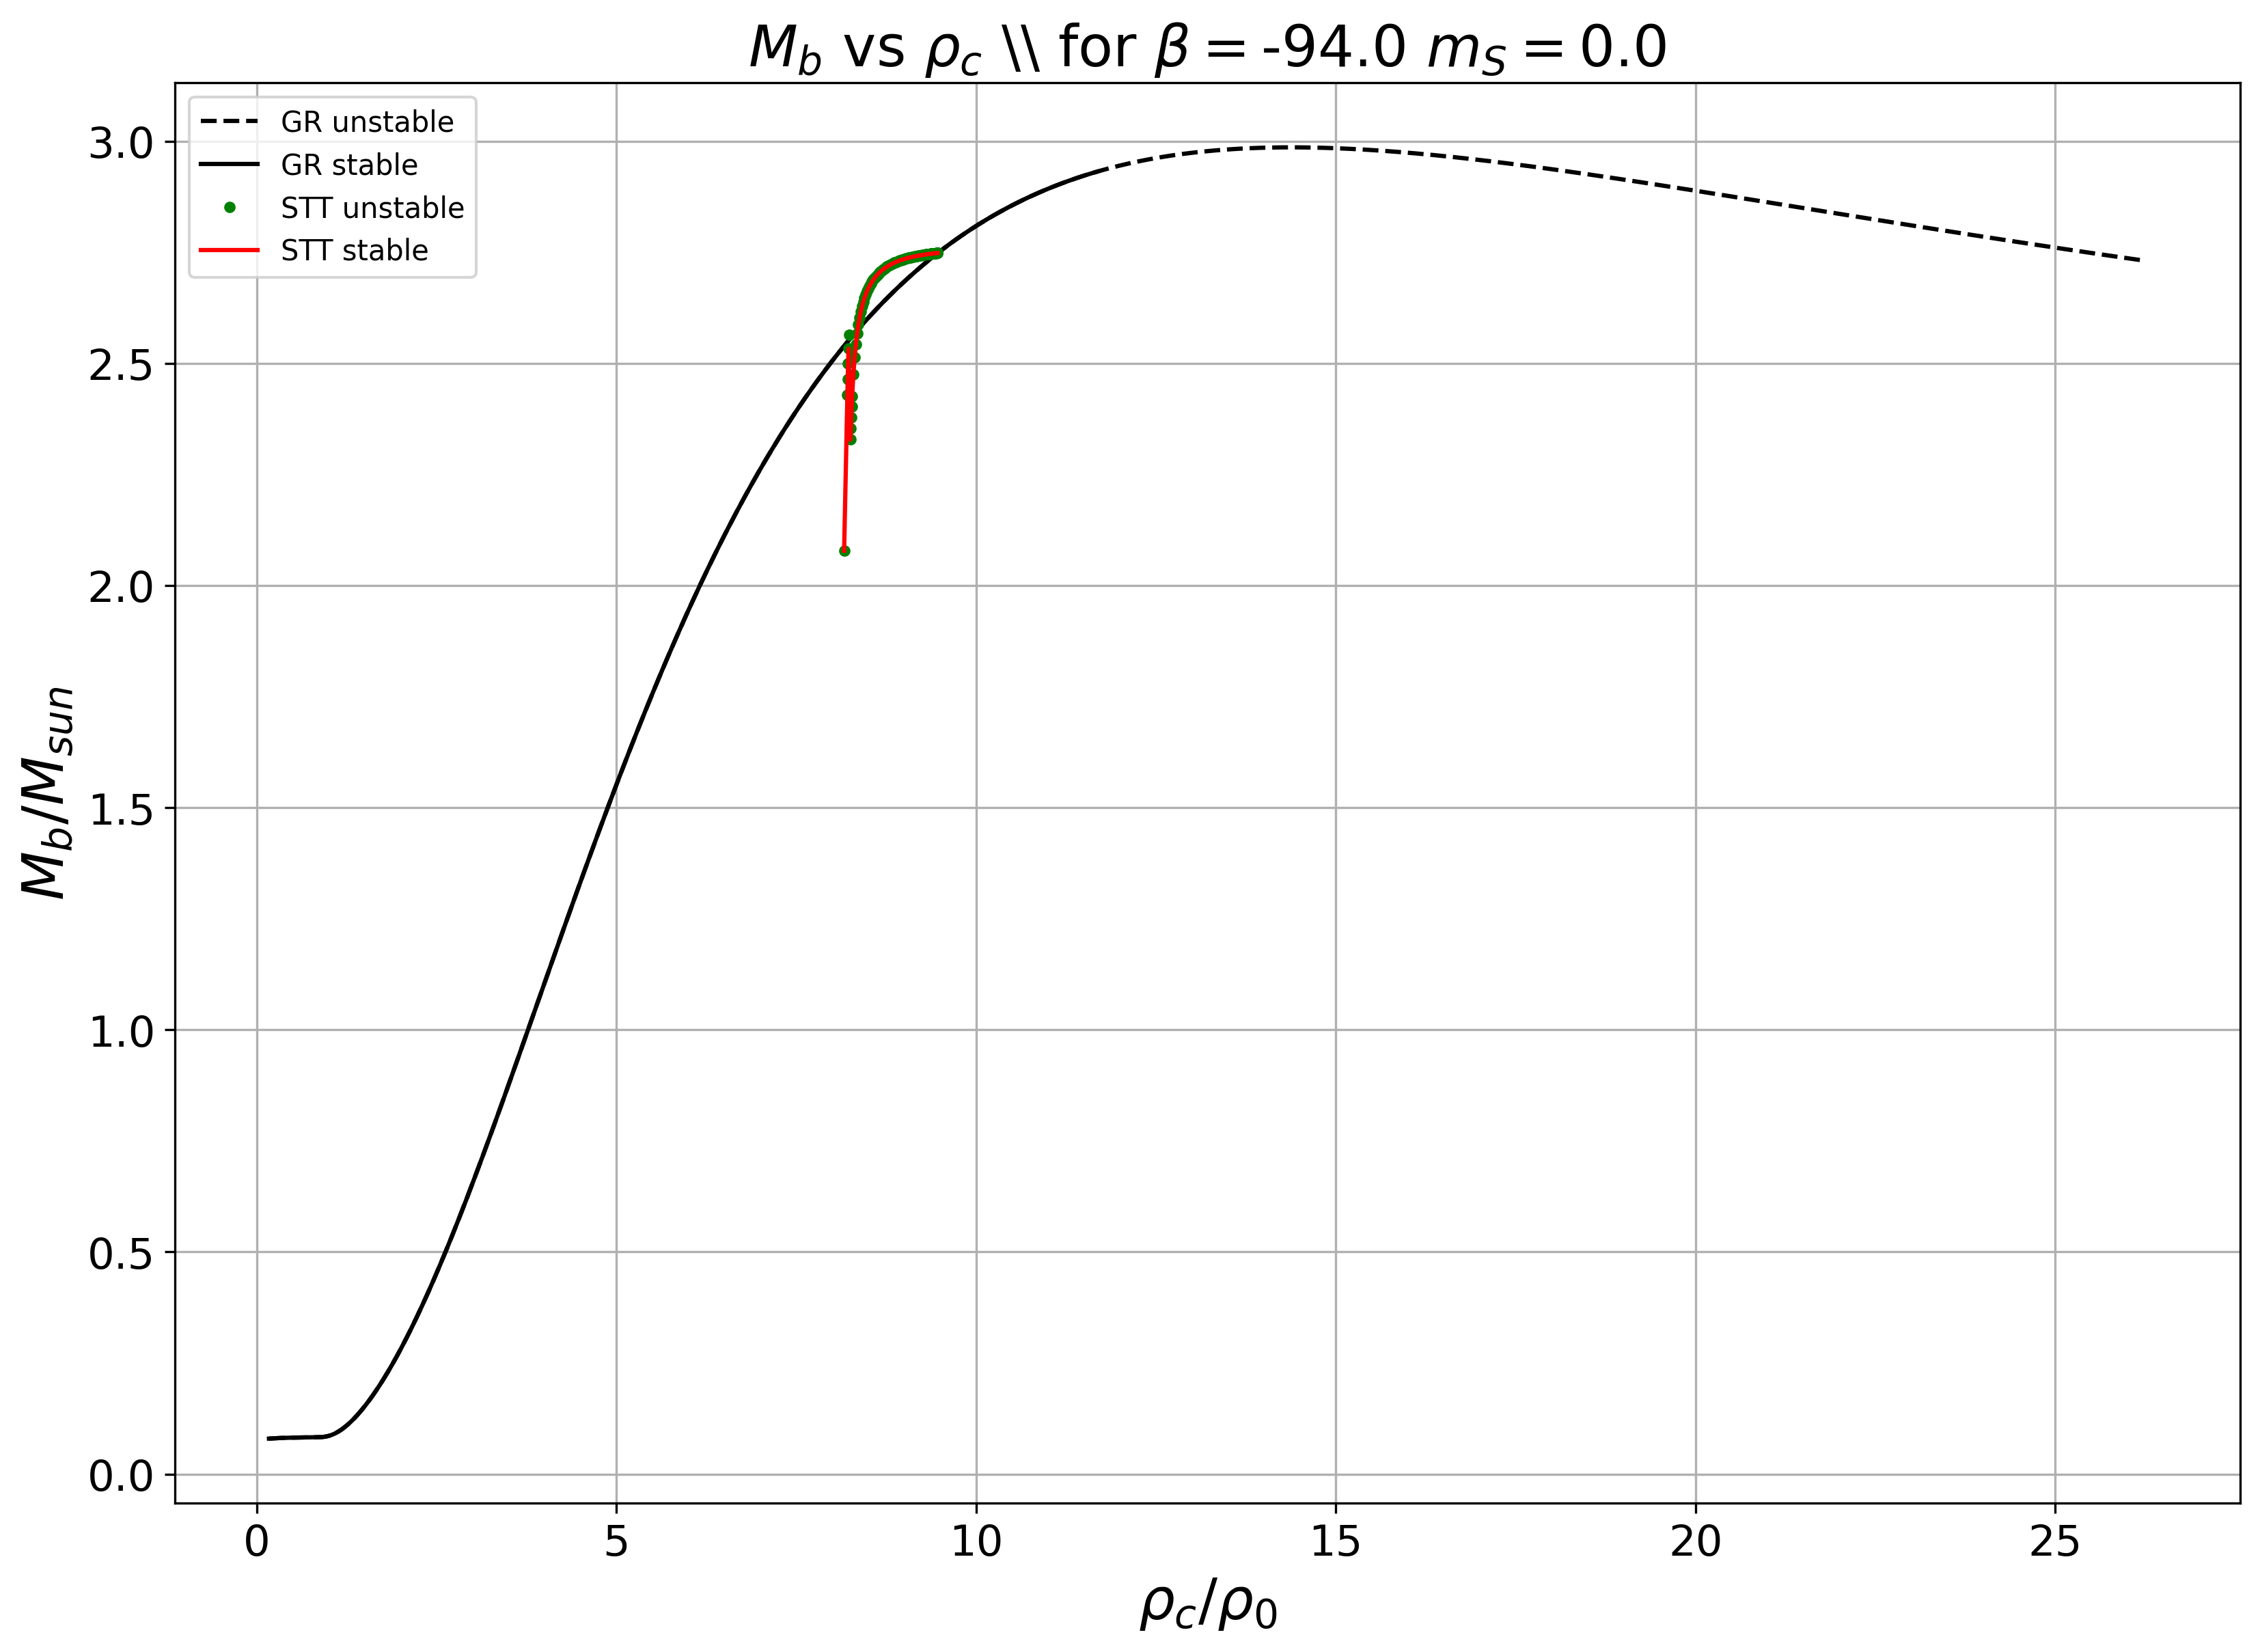 M_b vs ρ_c \\ for β = -94.0 m_S = 0.0
GR unstable
GR stable
STT unstable
STT stable
M_b/M_sun
3.0
2.5
2.0
1.5
1.0
0.5
0.0
0 5 10 15 20 25
ρ_c/ρ_0